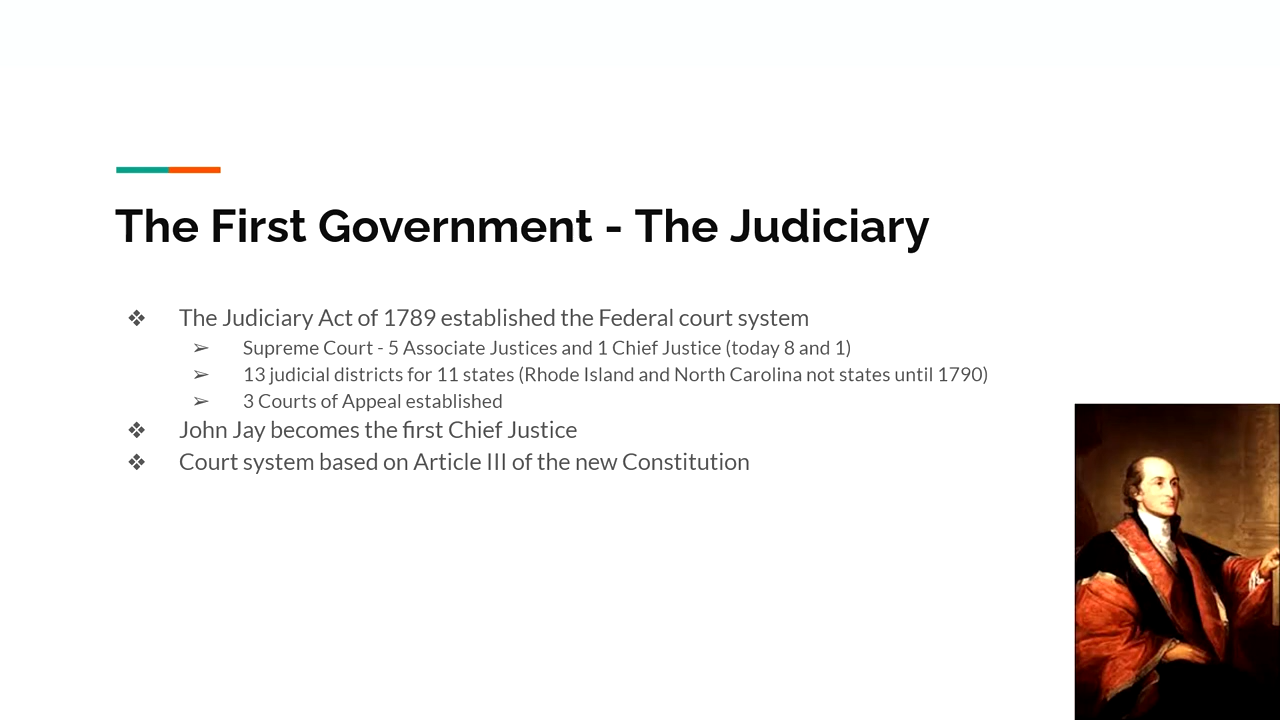 The First Government - The Judiciary
❖ The Judiciary Act of 1789 established the Federal court system
➢ Supreme Court - 5 Associate Justices and 1 Chief Justice (today 8 and 1)
➢ 13 judicial districts for 11 states (Rhode Island and North Carolina not states until 1790)
➢ 3 Courts of Appeal established
❖ John Jay becomes the first Chief Justice
❖ Court system based on Article III of the new Constitution